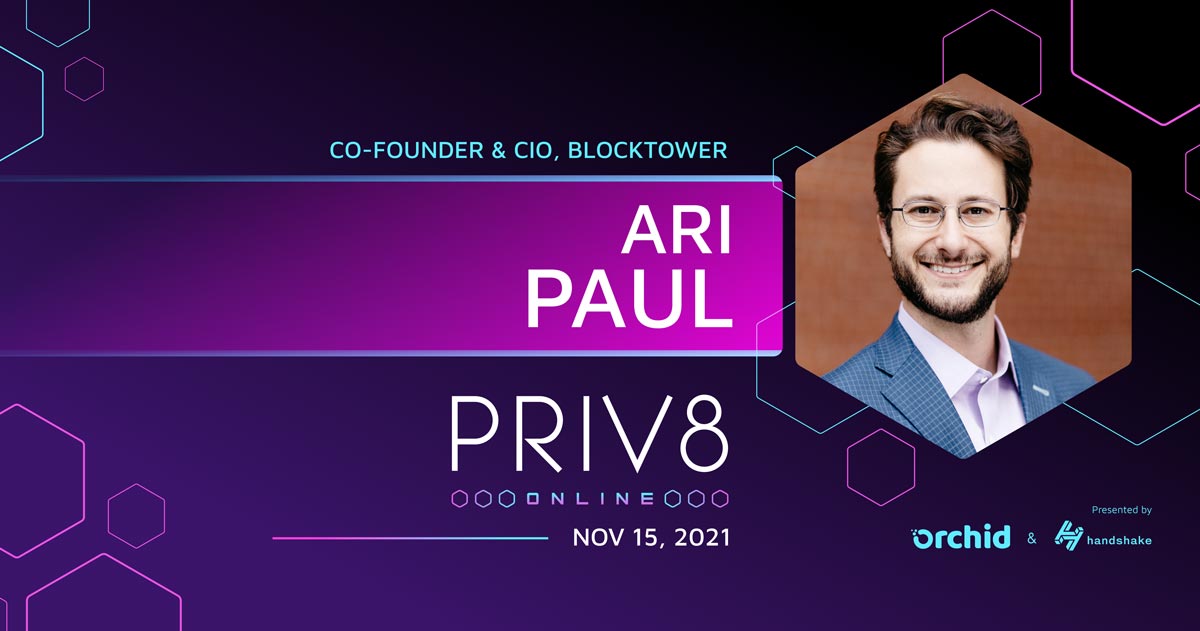 CO-FOUNDER & CIO, BLOCKTOWER
ARI
PAUL
PRIV8
ONLINE
NOV 15, 2021
Presented by
orchid & handshake